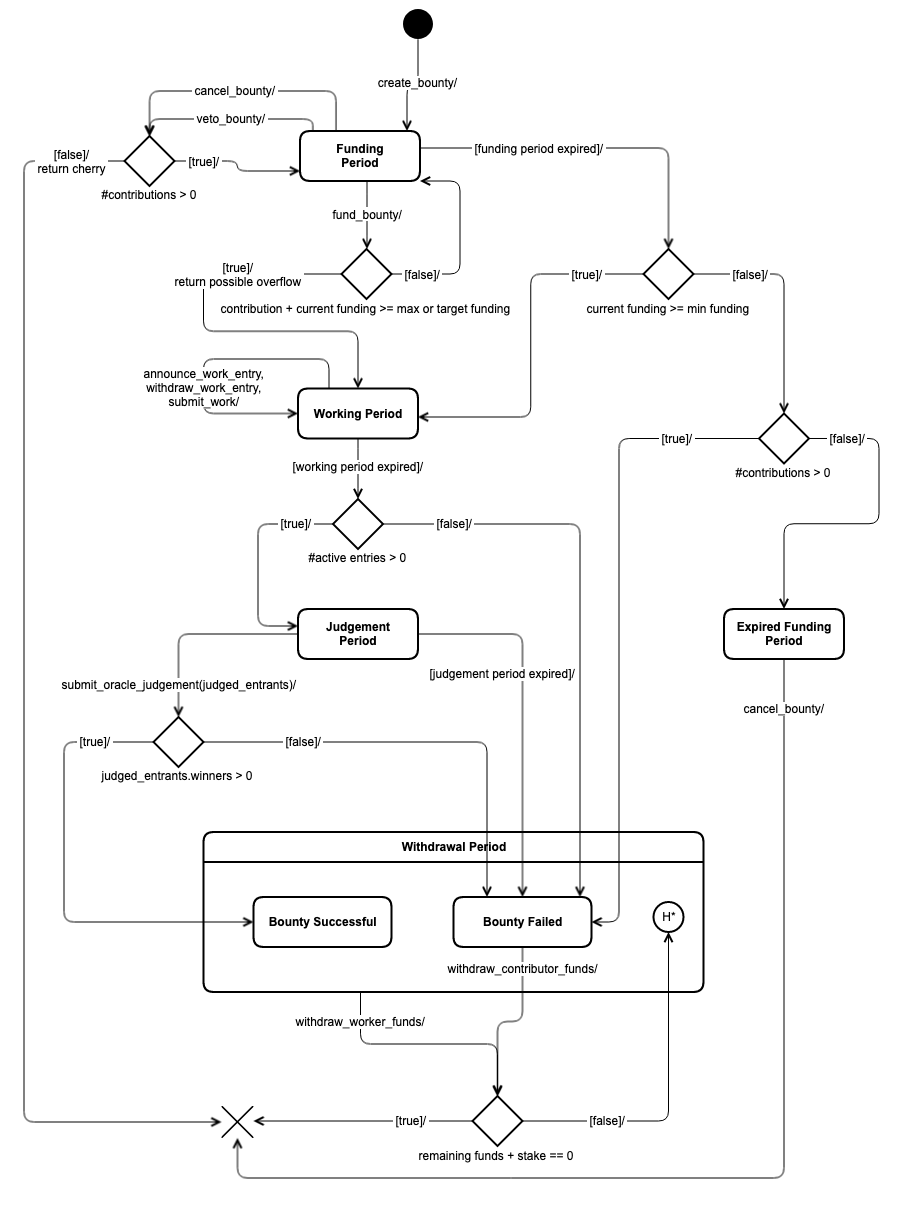 create_bounty/
cancel_bounty/
veto_bounty/
Funding
Period
[funding period expired]/
[false]/
return cherry
[true]/
#contributions > 0
fund_bounty/
[true]/
return possible overflow
[false]/
contribution + current funding >= max or target funding
[true]/
[false]/
current funding >= min funding
announce_work_entry,
withdraw_work_entry,
submit_work/
Working Period
[true]/
[false]/
#contributions > 0
[working period expired]/
[true]/
[false]/
#active entries > 0
Judgement
Period
Expired Funding
Period
[judgement period expired]/
submit_oracle_judgement(judged_entrants)/
cancel_bounty/
[true]/
[false]/
judged_entrants.winners > 0
Withdrawal Period
Bounty Successful
Bounty Failed
H*
withdraw_contributor_funds/
withdraw_worker_funds/
[true]/
[false]/
remaining funds + stake == 0